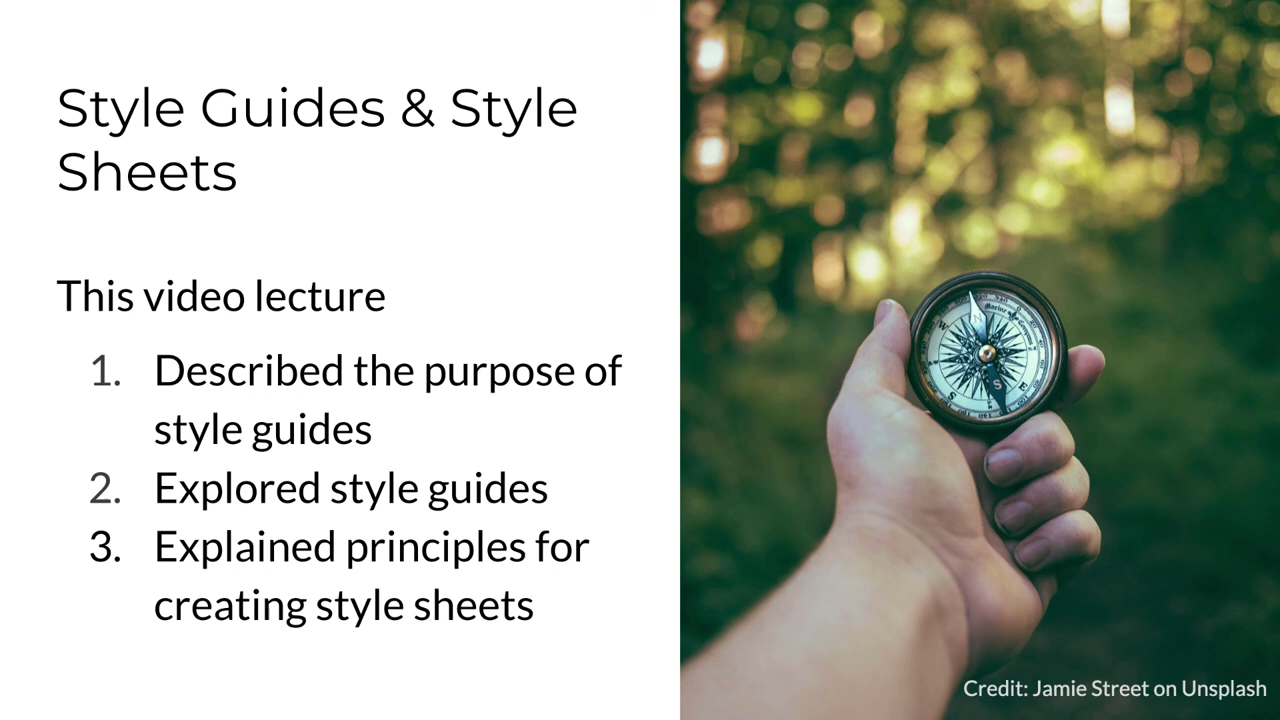 Style Guides & Style
Sheets
This video lecture
1. Described the purpose of
style guides
2. Explored style guides
3. Explained principles for
creating style sheets
W
N
S
E
S
Credit: Jamie Street on Unsplash